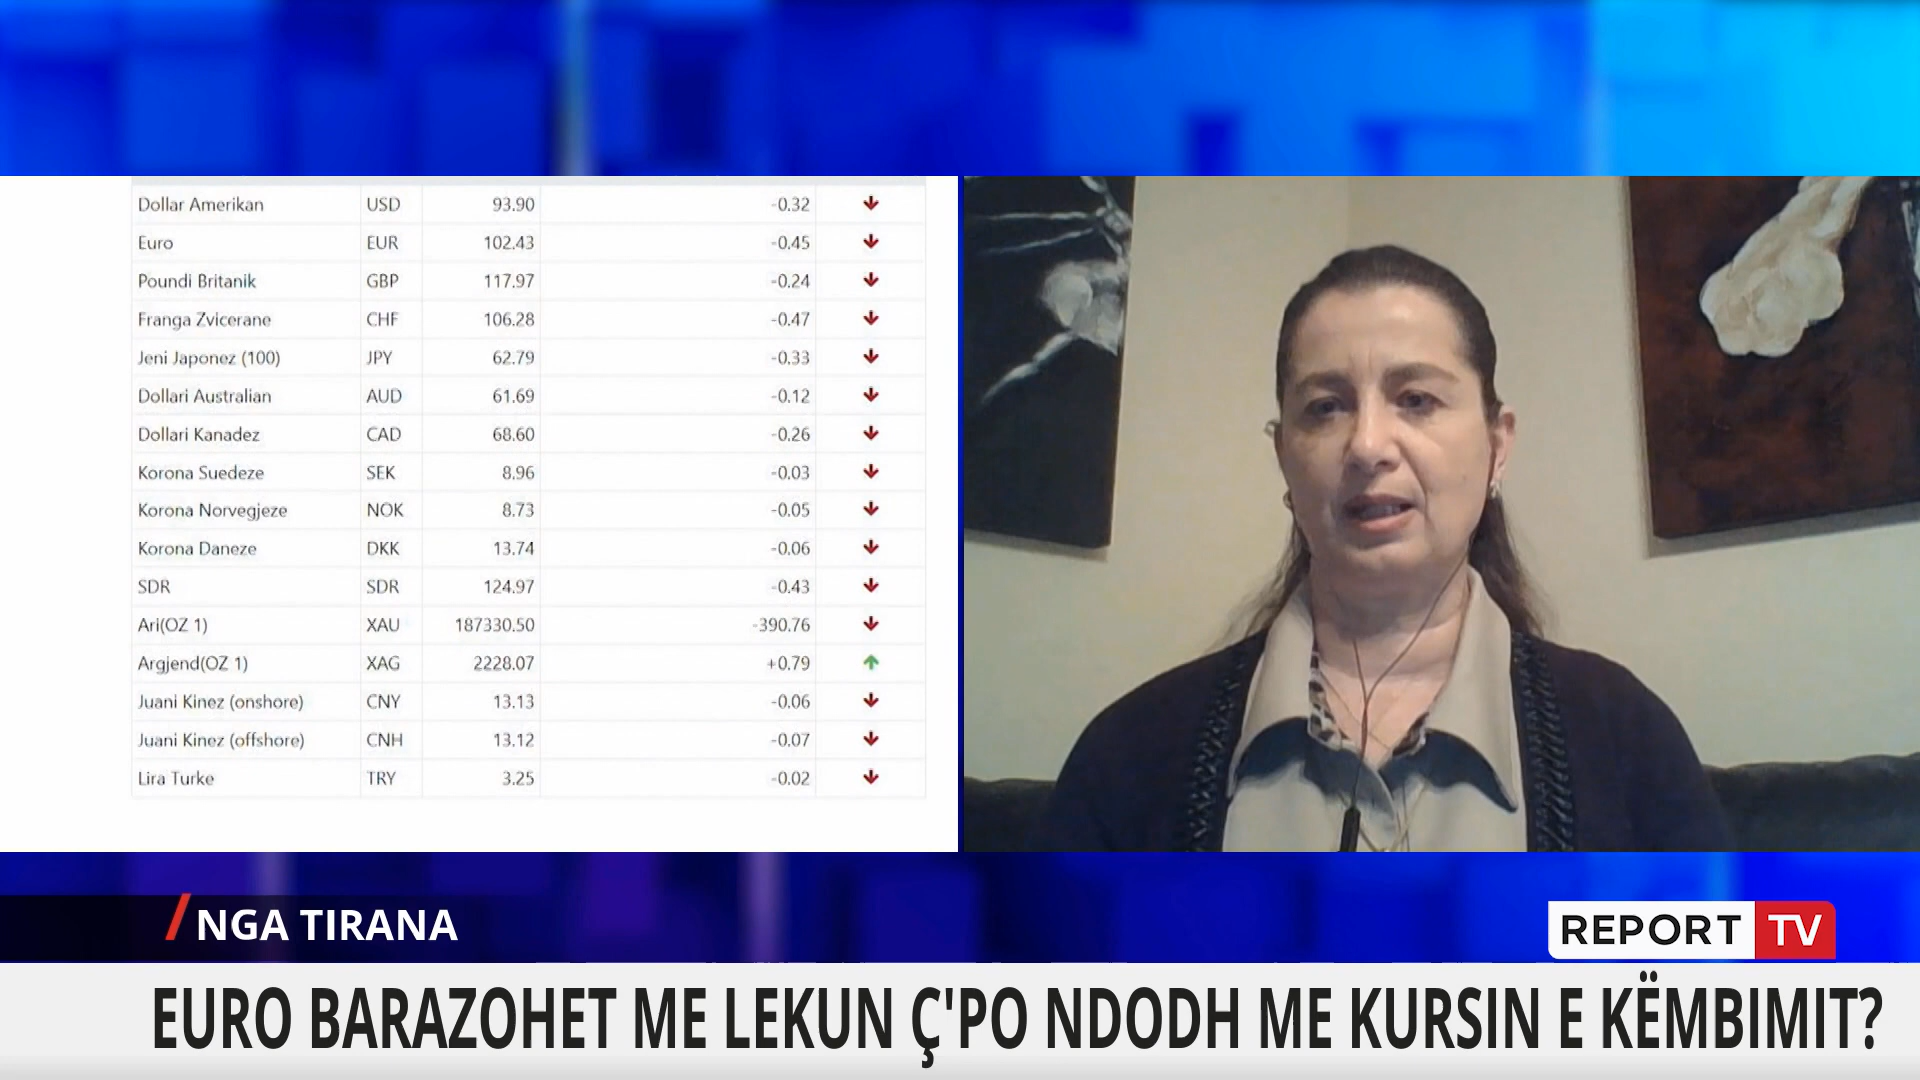 Dollar Amerikan USD 93.90 -0.32
Euro EUR 102.43 -0.45
Poundi Britanik GBP 117.97 -0.24
Franga Zvicerane CHF 106.28 -0.47
Jeni Japonez (100) JPY 62.79 -0.33
Dollari Australian AUD 61.69 -0.12
Dollari Kanadez CAD 68.60 -0.26
Korona Suedeze SEK 8.96 -0.03
Korona Norvegjeze NOK 8.73 -0.05
Korona Daneze DKK 13.74 -0.06
SDR SDR 124.97 -0.43
Ari(OZ 1) XAU 187330.50 -390.76
Argjend(OZ 1) XAG 2228.07 +0.79
Juani Kinez (onshore) CNY 13.13 -0.06
Juani Kinez (offshore) CNH 13.12 -0.07
Lira Turke TRY 3.25 -0.02
NGA TIRANA
REPORT TV
EURO BARAZOHET ME LEKUN Ç'PO NDODH ME KURSIN E KËMBIMIT?